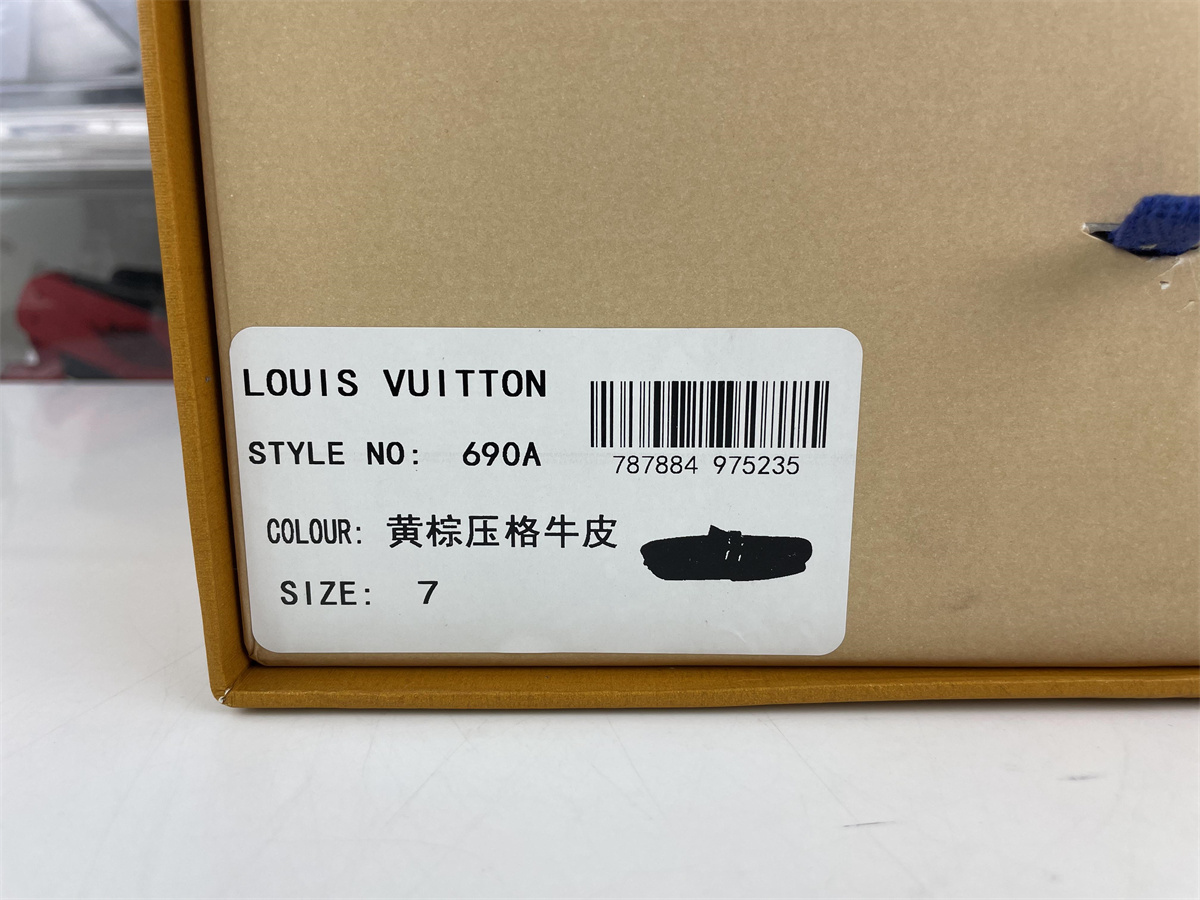 LOUIS VUITTON
787884 975235
STYLE NO: 690A
COLOUR: 黄棕压格牛皮
SIZE: 7